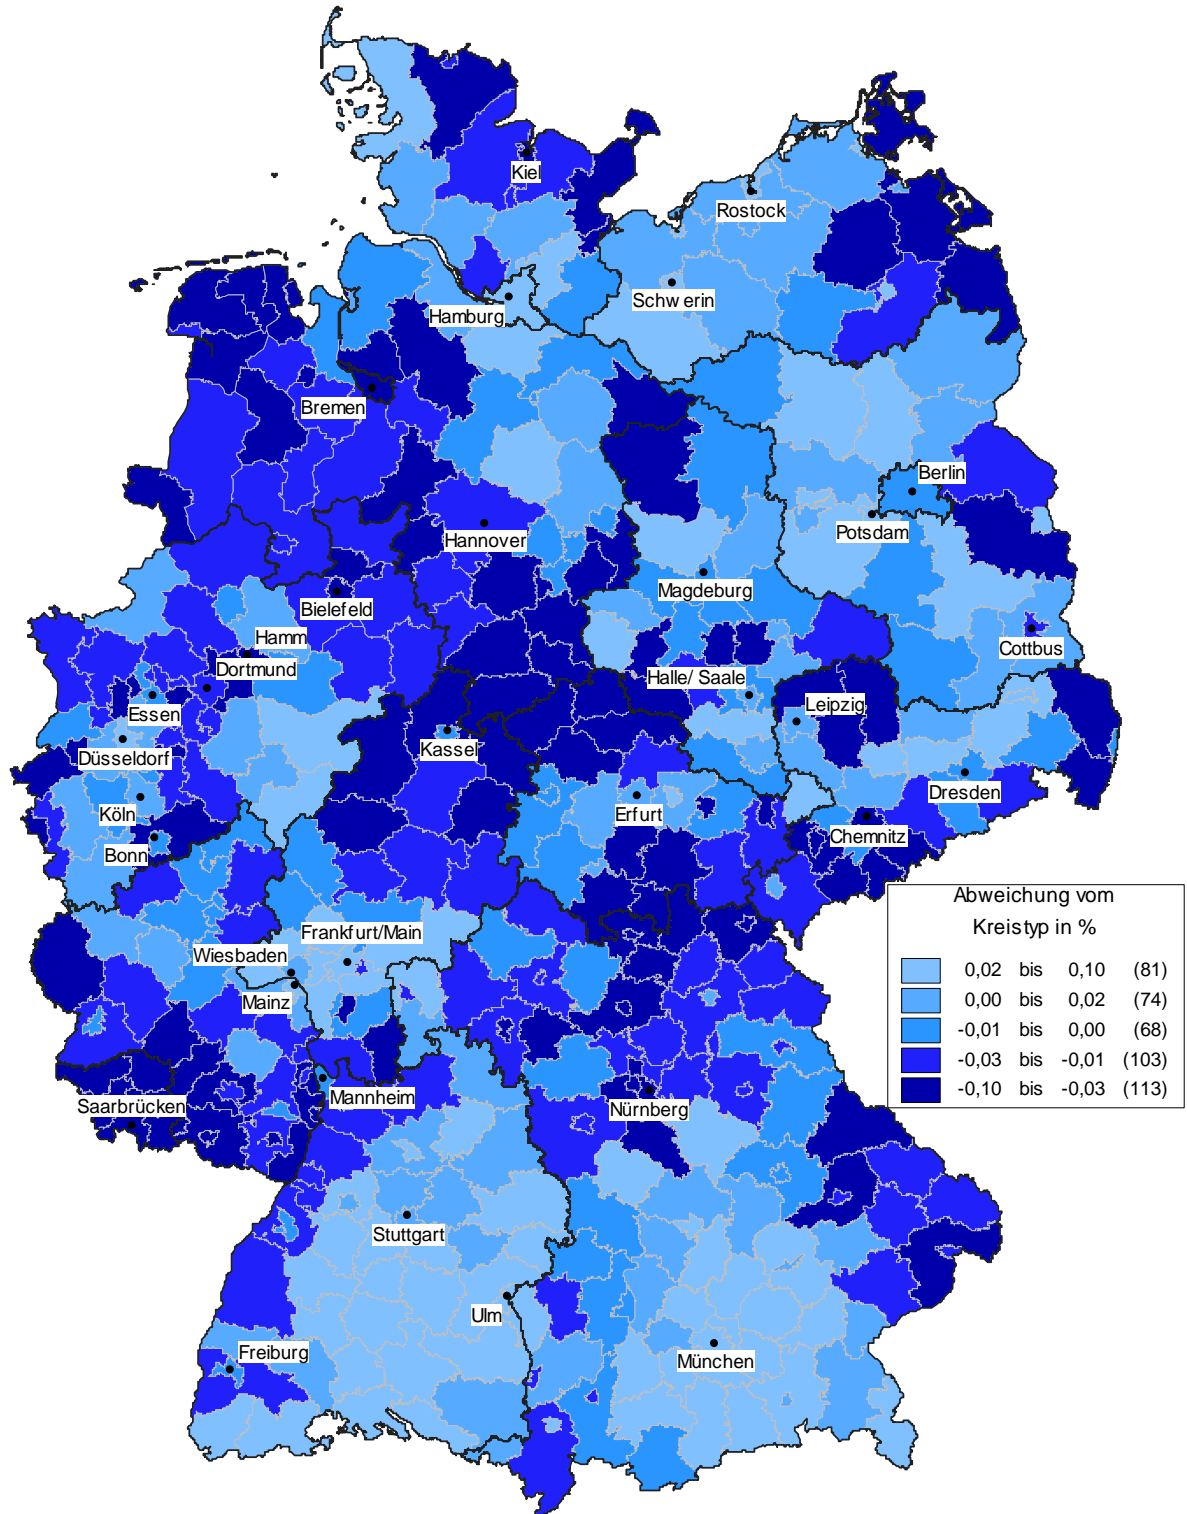 Kiel
Rostock
Schwerin
Hamburg
Bremen
Berlin
Potsdam
Hannover
Magdeburg
Bielefeld
Hamm
Cottbus
Dortmund
Halle/ Saale
Leipzig
Essen
Kassel
Düsseldorf
Dresden
Köln
Erfurt
Chemnitz
Bonn
Abweichung vom
Kreistyp in %
0,02 bis 0,10 (81)
0,00 bis 0,02 (74)
-0,01 bis 0,00 (68)
-0,03 bis -0,01 (103)
-0,10 bis -0,03 (113)
Frankfurt/Main
Wiesbaden
Mainz
Mannheim
Saarbrücken
Nürnberg
Stuttgart
Ulm
Freiburg
München